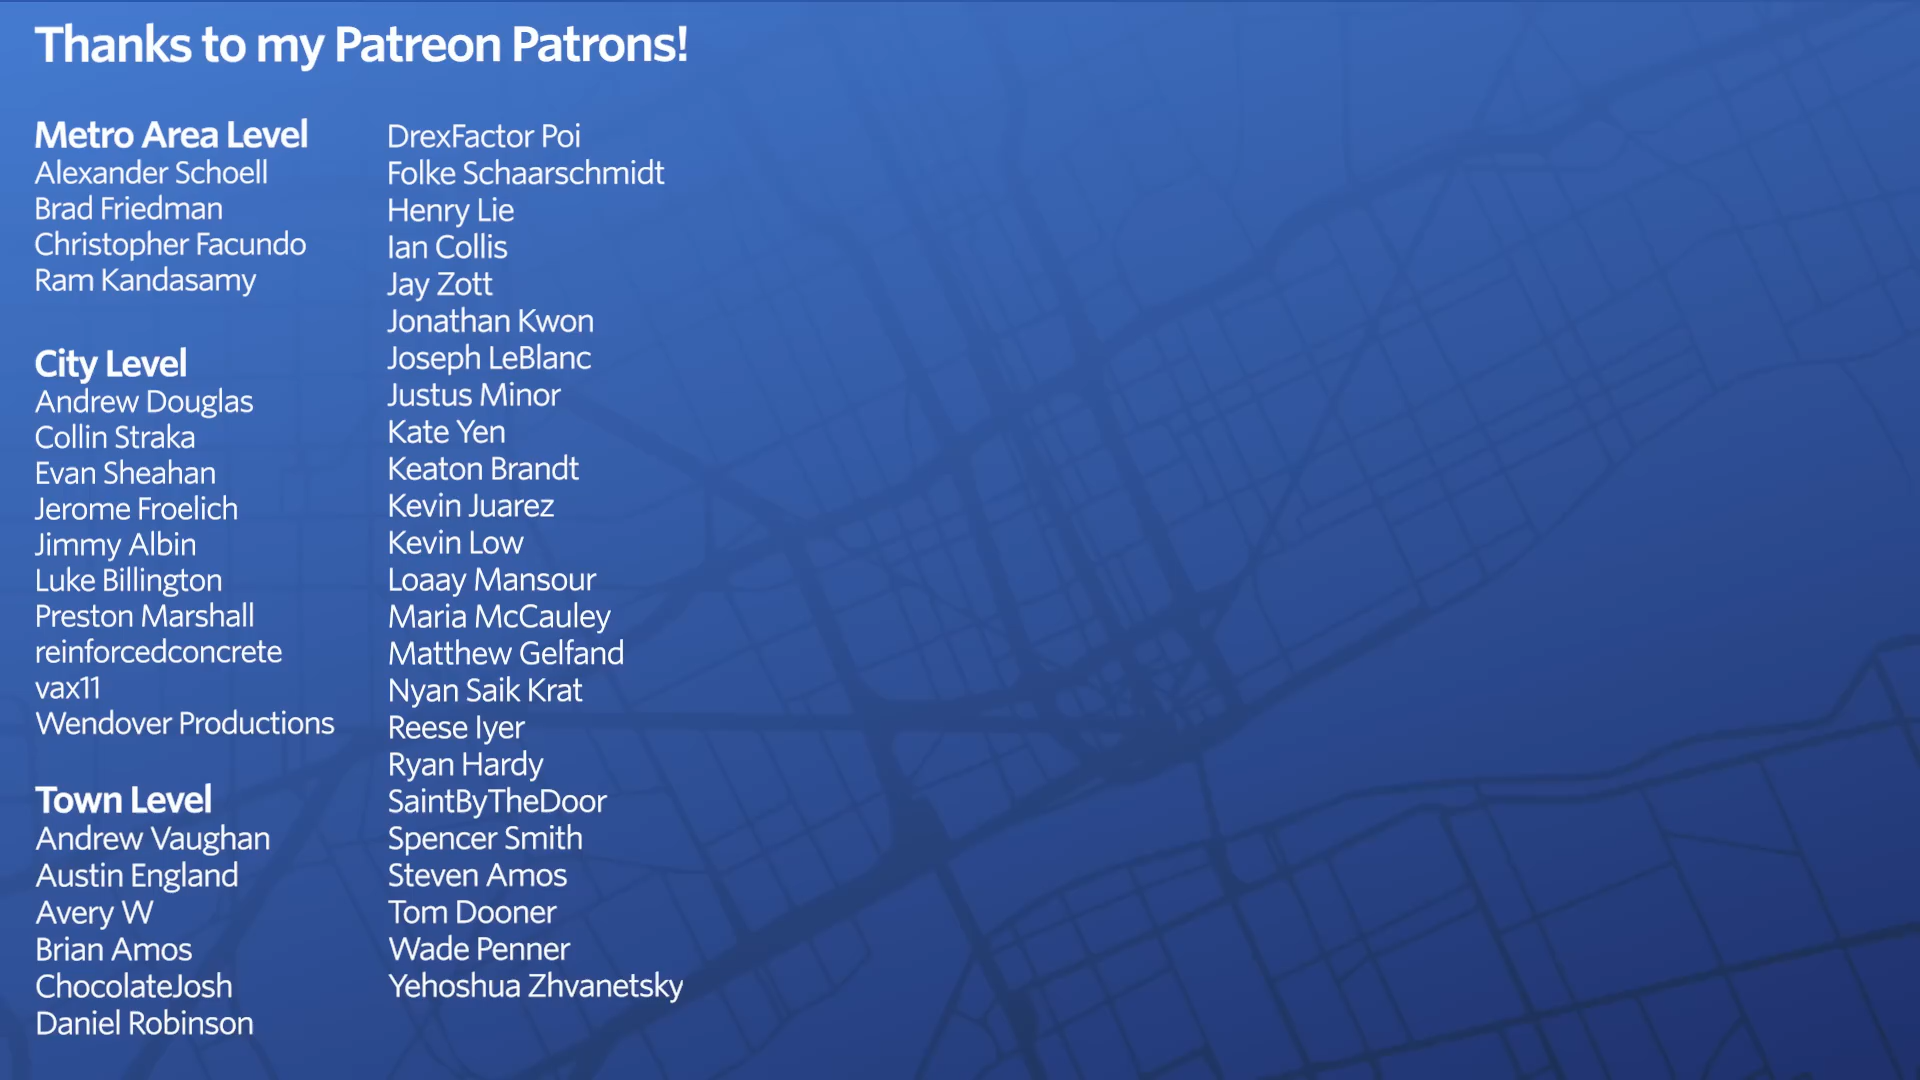 Thanks to my Patreon Patrons!
Metro Area Level
Alexander Schoell
Brad Friedman
Christopher Facundo
Ram Kandasamy
City Level
Andrew Douglas
Collin Straka
Evan Sheahan
Jerome Froelich
Jimmy Albin
Luke Billington
Preston Marshall
reinforcedconcrete
vax11
Wendover Productions
Town Level
Andrew Vaughan
Austin England
Avery W
Brian Amos
ChocolateJosh
Daniel Robinson
DrexFactor Poi
Folke Schaarschmidt
Henry Lie
Ian Collis
Jay Zott
Jonathan Kwon
Joseph LeBlanc
Justus Minor
Kate Yen
Keaton Brandt
Kevin Juarez
Kevin Low
Loaay Mansour
Maria McCauley
Matthew Gelfand
Nyan Saik Krat
Reese Iyer
Ryan Hardy
SaintByTheDoor
Spencer Smith
Steven Amos
Tom Dooner
Wade Penner
Yehoshua Zhvanetsky